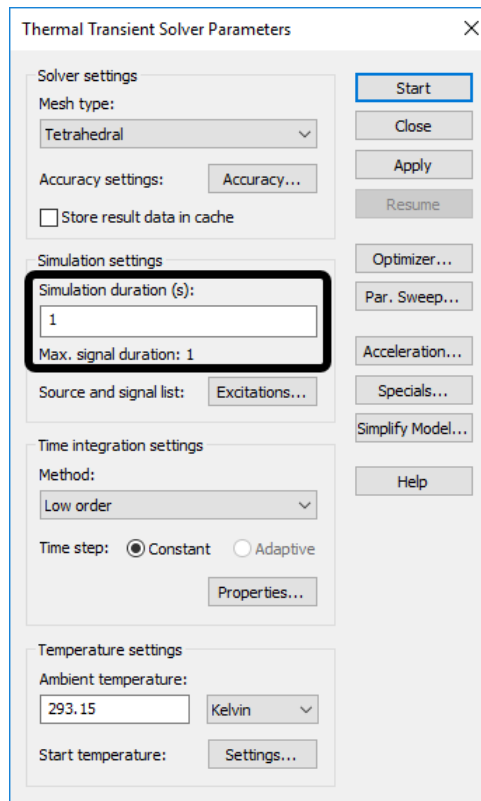 Thermal Transient Solver Parameters
Solver settings
Mesh type:
Tetrahedral
Accuracy settings: Accuracy...
Store result data in cache
Simulation settings
Simulation duration (s):
1
Max. signal duration: 1
Source and signal list: Excitations...
Time integration settings
Method:
Low order
Time step: Constant Adaptive
Properties...
Temperature settings
Ambient temperature:
293.15 Kelvin
Start temperature: Settings...
Start
Close
Apply
Resume
Optimizer...
Par. Sweep...
Acceleration...
Specials...
Simplify Model...
Help